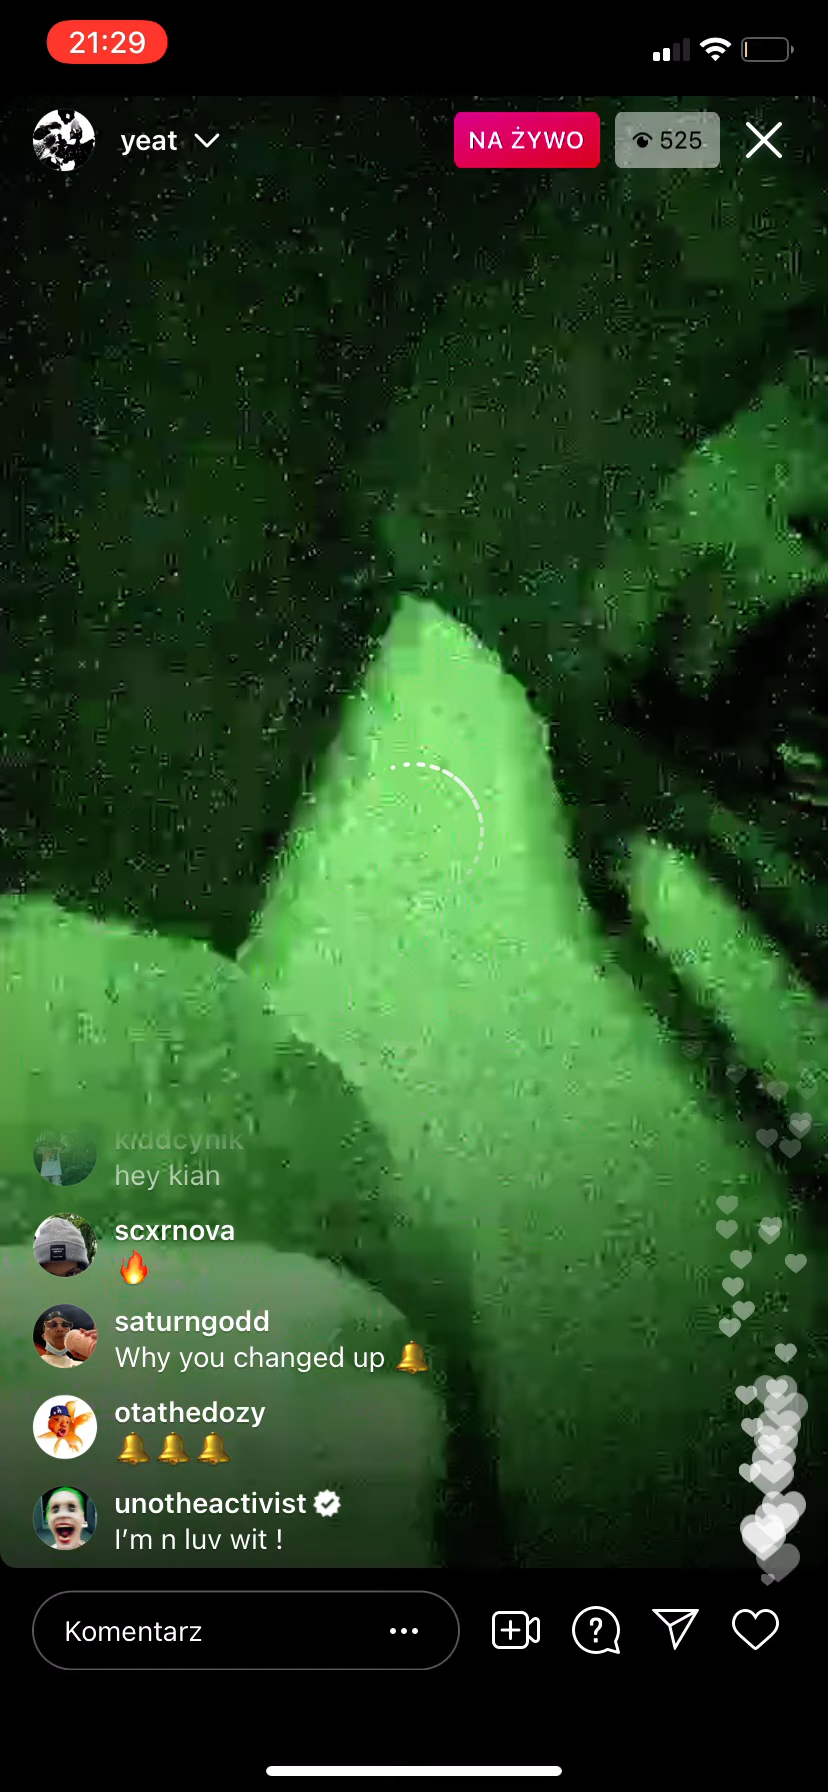 21:29
yeat
NA ŻYWO
525
kiddcynik
hey kian
scxrnova
🔥
saturngodd
Why you changed up 🔔
otathedozy
🔔🔔🔔
unotheactivist
I'm n luv wit !
Komentarz